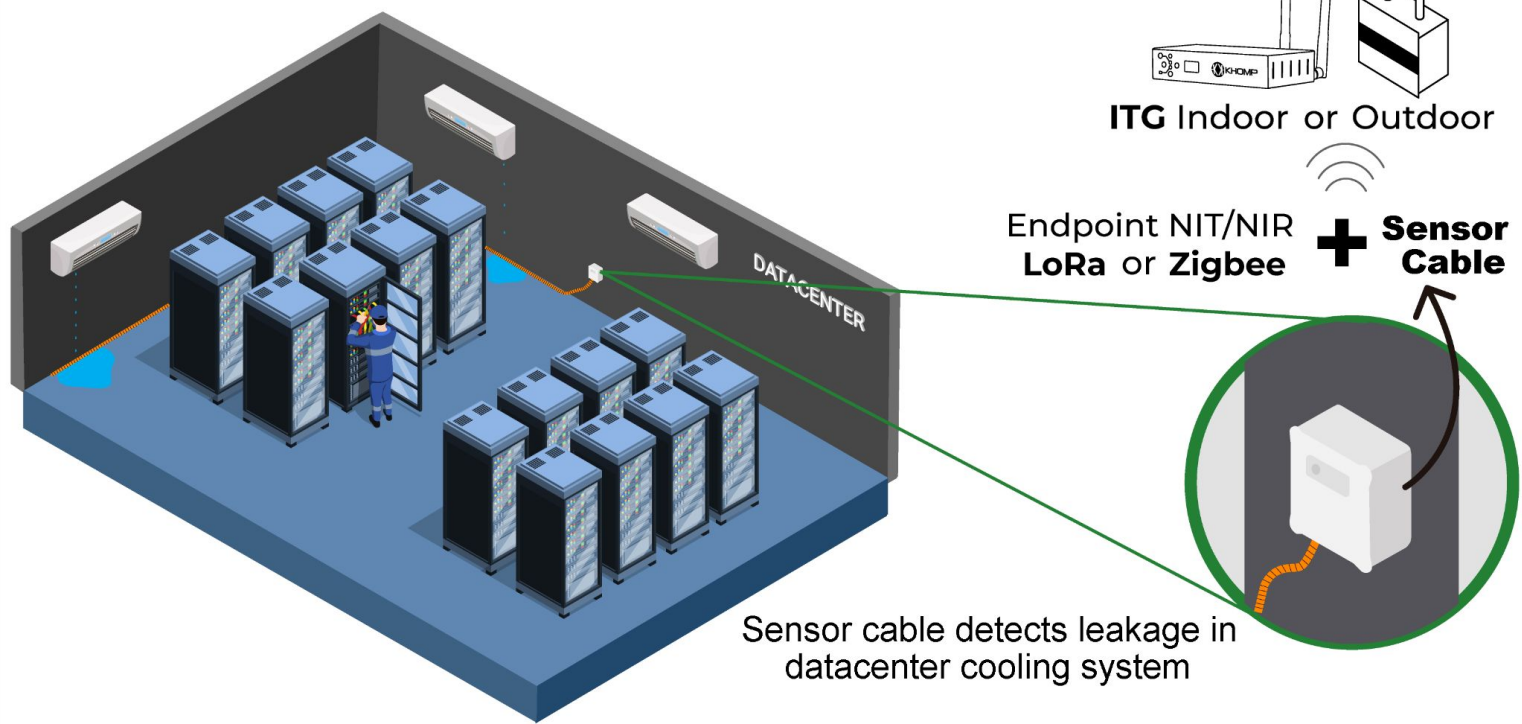 KHOMP
ITG Indoor or Outdoor
Endpoint NIT/NIR
LoRa or Zigbee
+
Sensor
Cable
DATACENTER
Sensor cable detects leakage in
datacenter cooling system